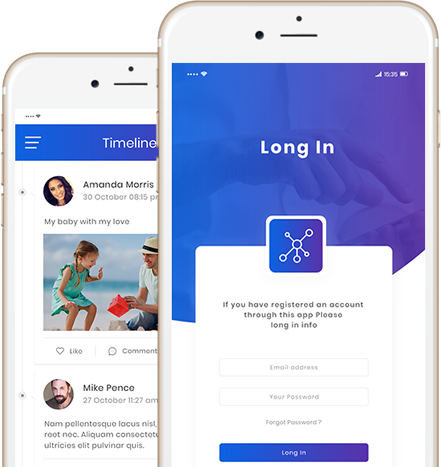 Timeline
Amanda Morris
30 October 08:15 p
My baby with my love
Like
Comment
Mike Pence
27 October 11:27 am
Nam pellentesque lacus nisl,
reet nec. Aliquam consectetu
ultricies elit pulvinar quis.
15:35
Long In
If you have registered an account
through this app Please
long in info
Email address
Your Password
Forgot Password ?
Long In